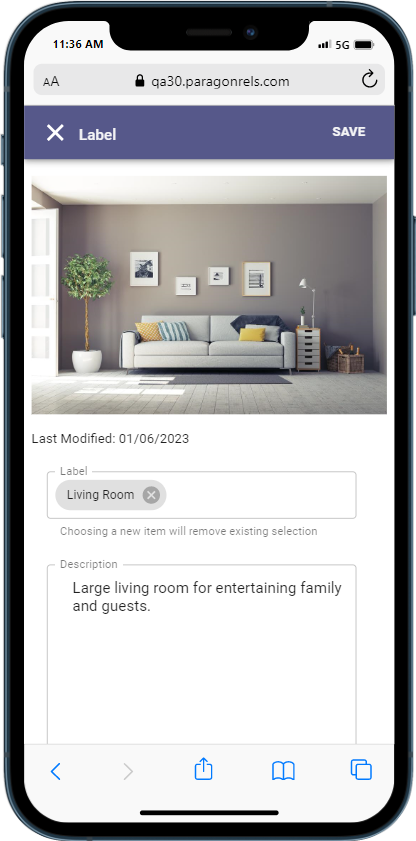 11:36 AM
5G
AA
qa30.paragonrels.com
Label
SAVE
Last Modified: 01/06/2023
Label
Living Room
Choosing a new item will remove existing selection
Description
Large living room for entertaining family
and guests.